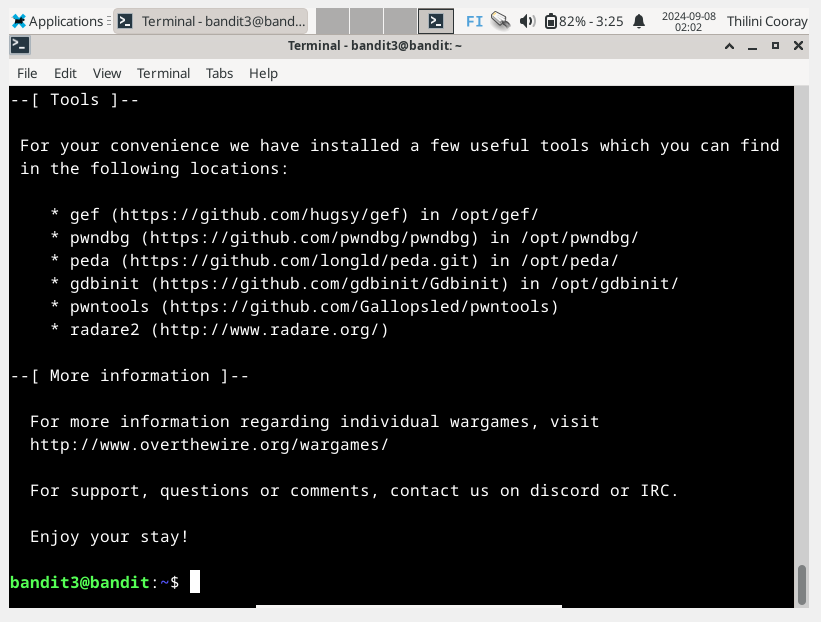 Applications
Terminal - bandit3@band...
FI
82% - 3:25
2024-09-08
02:02
Thilini Cooray
Terminal - bandit3@bandit: ~
File Edit View Terminal Tabs Help
--[ Tools ]--
For your convenience we have installed a few useful tools which you can find
in the following locations:
* gef (https://github.com/hugsy/gef) in /opt/gef/
* pwndbg (https://github.com/pwndbg/pwndbg) in /opt/pwndbg/
* peda (https://github.com/longld/peda.git) in /opt/peda/
* gdbinit (https://github.com/gdbinit/Gdbinit) in /opt/gdbinit/
* pwntools (https://github.com/Gallopsled/pwntools)
* radare2 (http://www.radare.org/)
--[ More information ]--
For more information regarding individual wargames, visit
http://www.overthewire.org/wargames/
For support, questions or comments, contact us on discord or IRC.
Enjoy your stay!
bandit3@bandit:~$